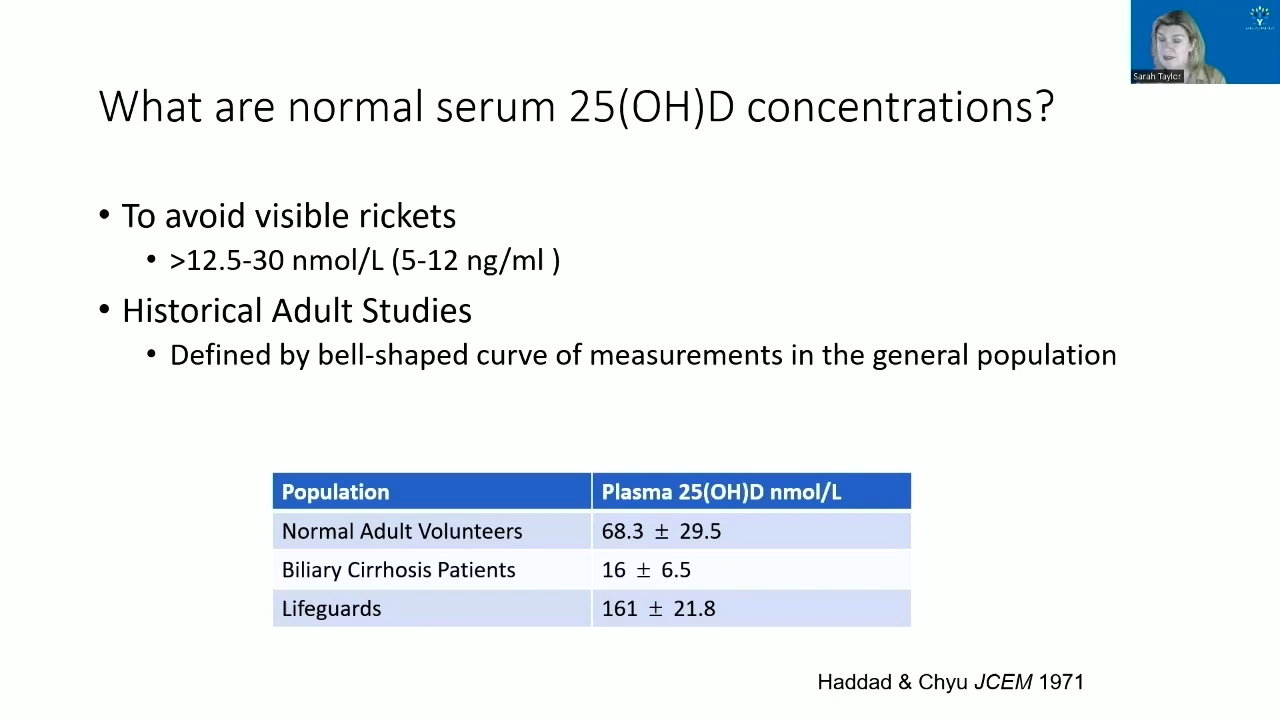 Sarah Taylor
What are normal serum 25(OH)D concentrations?
• To avoid visible rickets
• >12.5-30 nmol/L (5-12 ng/ml )
• Historical Adult Studies
• Defined by bell-shaped curve of measurements in the general population
Population Plasma 25(OH)D nmol/L
Normal Adult Volunteers 68.3 ± 29.5
Biliary Cirrhosis Patients 16 ± 6.5
Lifeguards 161 ± 21.8
Haddad & Chyu JCEM 1971